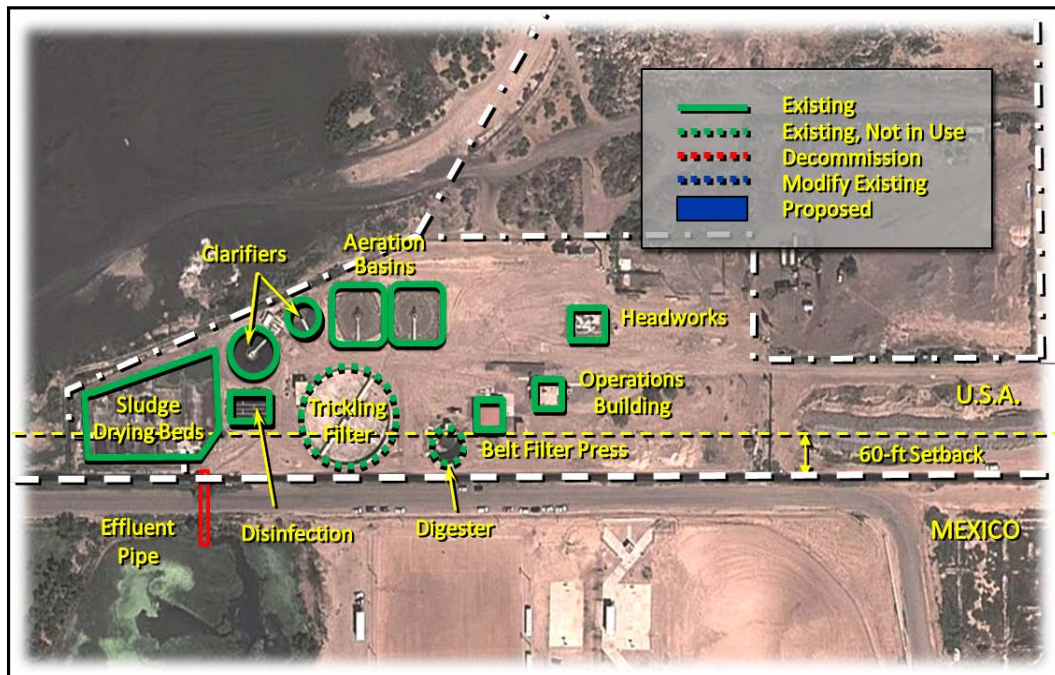 Existing
Existing, Not in Use
Decommission
Modify Existing
Proposed
Clarifiers
Aeration
Basins
Headworks
Operations
Building
U.S.A.
Sludge
Drying Beds
Trickling
Filter
Belt Filter Press
60-ft Setback
Effluent
Pipe
Disinfection
Digester
MEXICO